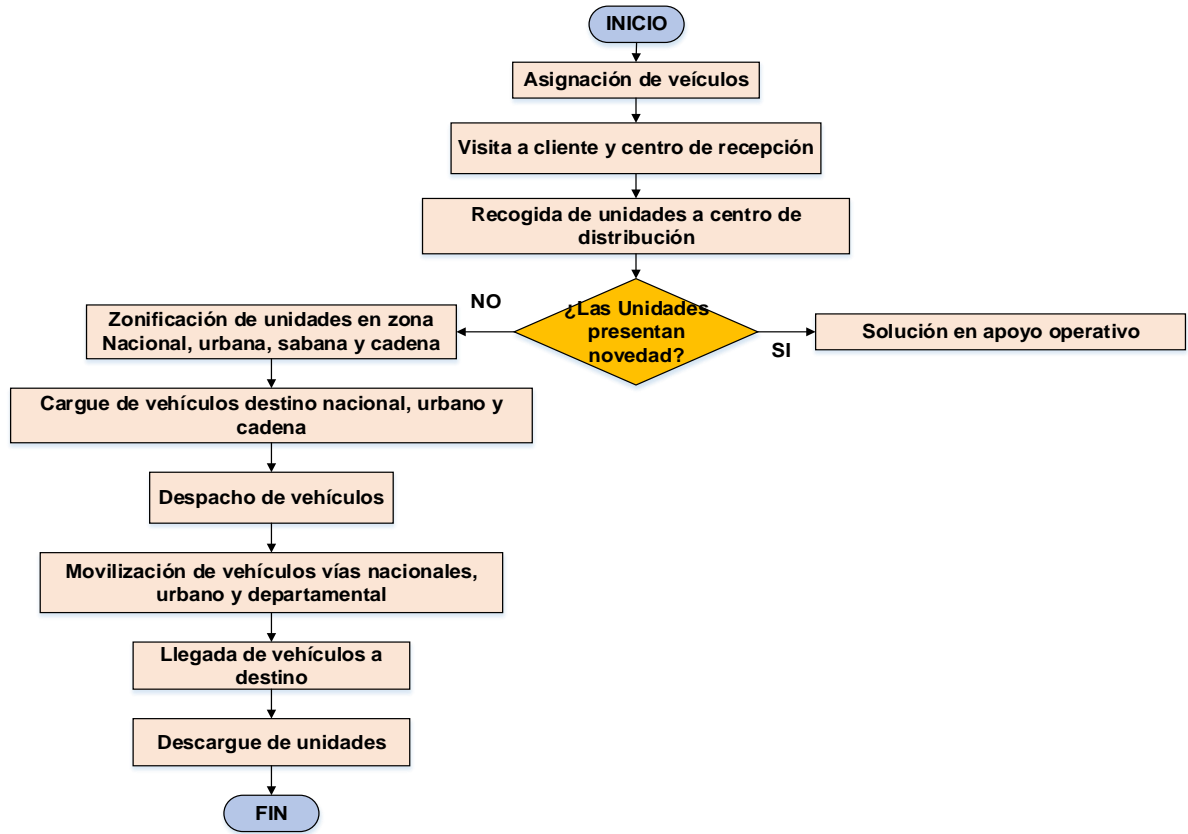 INICIO
Asignación de veículos
Visita a cliente y centro de recepción
Recogida de unidades a centro de
distribución
¿Las Unidades
presentan
novedad?
NO
SI
Zonificación de unidades en zona
Nacional, urbana, sabana y cadena
Solución en apoyo operativo
Cargue de vehículos destino nacional, urbano y
cadena
Despacho de vehículos
Movilización de vehículos vías nacionales,
urbano y departamental
Llegada de vehículos a
destino
Descargue de unidades
FIN